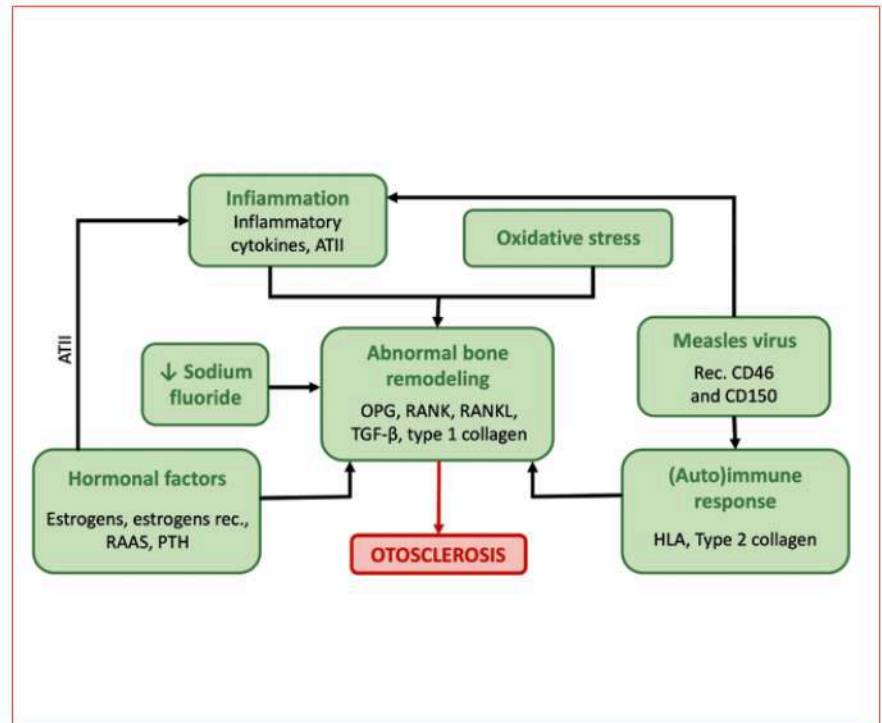 Infiammation
Inflammatory
cytokines, ATII
Oxidative stress
ATII
↓ Sodium
fluoride
Abnormal bone
remodeling
OPG, RANK, RANKL,
TGF-β, type 1 collagen
Measles virus
Rec. CD46
and CD150
Hormonal factors
Estrogens, estrogens rec.,
RAAS, PTH
(Auto)immune
response
HLA, Type 2 collagen
OTOSCLEROSIS